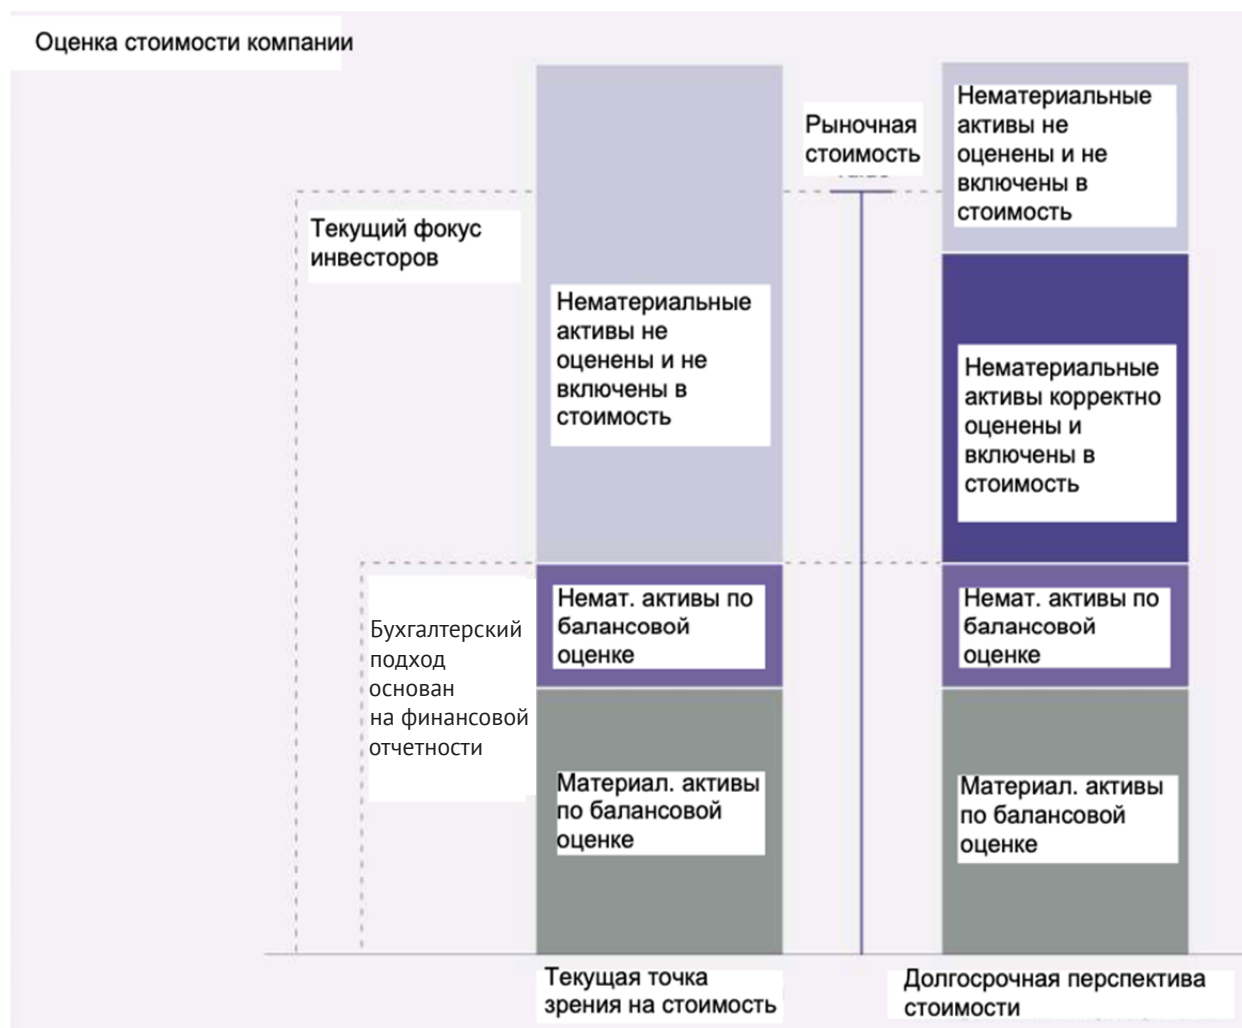 Оценка стоимости компании
Текущий фокус
инвесторов
Бухгалтерский
подход
основан
на финансовой
отчетности
Нематериальные
активы не
оценены и не
включены в
стоимость
Немат. активы по
балансовой
оценке
Материал. активы
по балансовой
оценке
Текущая точка
зрения на стоимость
Рыночная
стоимость
Нематериальные
активы не
оценены и не
включены в
стоимость
Нематериальные
активы корректно
оценены и
включены в
стоимость
Немат. активы по
балансовой
оценке
Материал. активы
по балансовой
оценке
Долгосрочная перспектива
стоимости